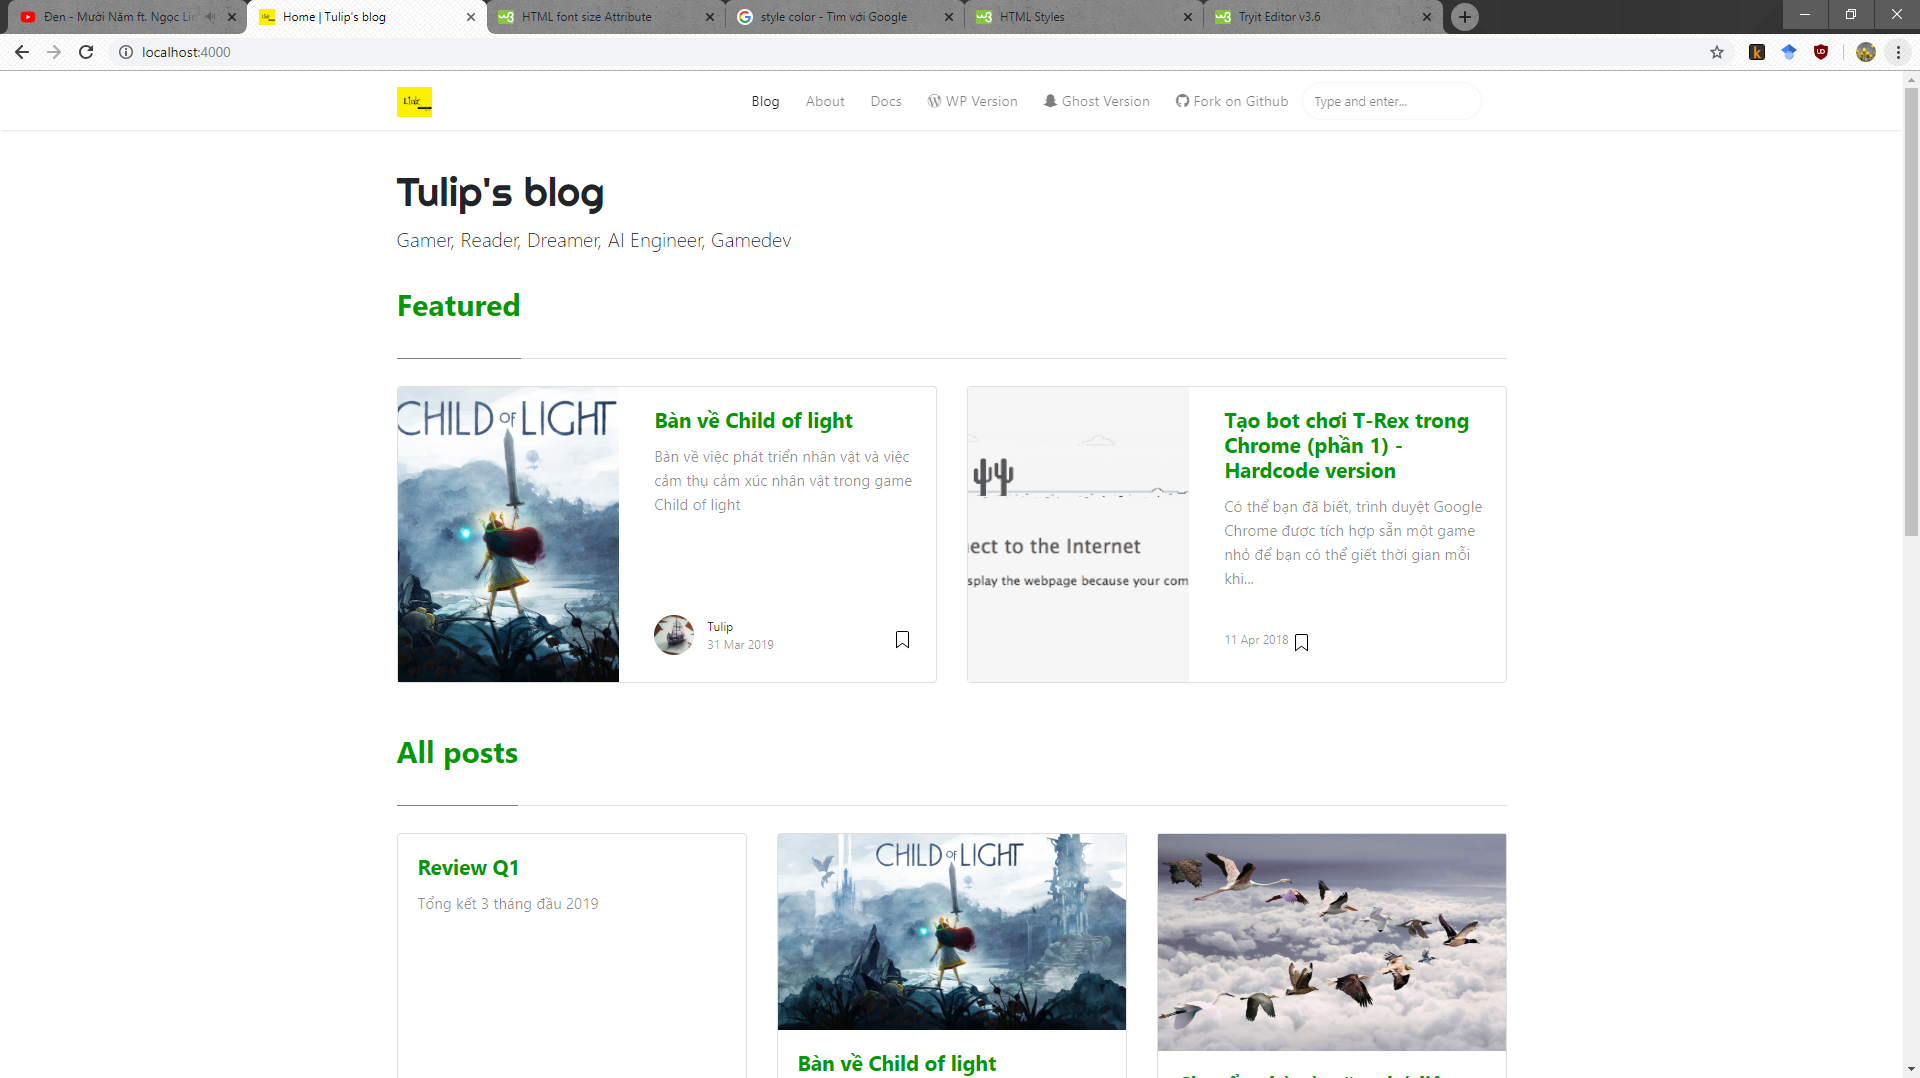 Đen - Mười Năm ft. Ngọc Lin
Home | Tulip's blog
HTML font size Attribute
style color - Tìm với Google
HTML Styles
Tryit Editor v3.6
localhost:4000
Blog
About
Docs
WP Version
Ghost Version
Fork on Github
Type and enter...
Tulip's blog
Gamer, Reader, Dreamer, AI Engineer, Gamedev
Featured
CHILD OF LIGHT
Bàn về Child of light
Bàn về việc phát triển nhân vật và việc
cảm thụ cảm xúc nhân vật trong game
Child of light
Tulip
31 Mar 2019
ect to the Internet
splay the webpage because your com
Tạo bot chơi T-Rex trong
Chrome (phần 1) -
Hardcode version
Có thể bạn đã biết, trình duyệt Google
Chrome được tích hợp sẵn một game
nhỏ để bạn có thể giết thời gian mỗi
khi...
11 Apr 2018
All posts
Review Q1
Tổng kết 3 tháng đầu 2019
CHILD OF LIGHT
Bàn về Child of light